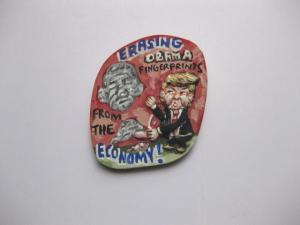 ERASING
OBAMA
FINGERPRINTS
FROM
THE
ECONOMY!